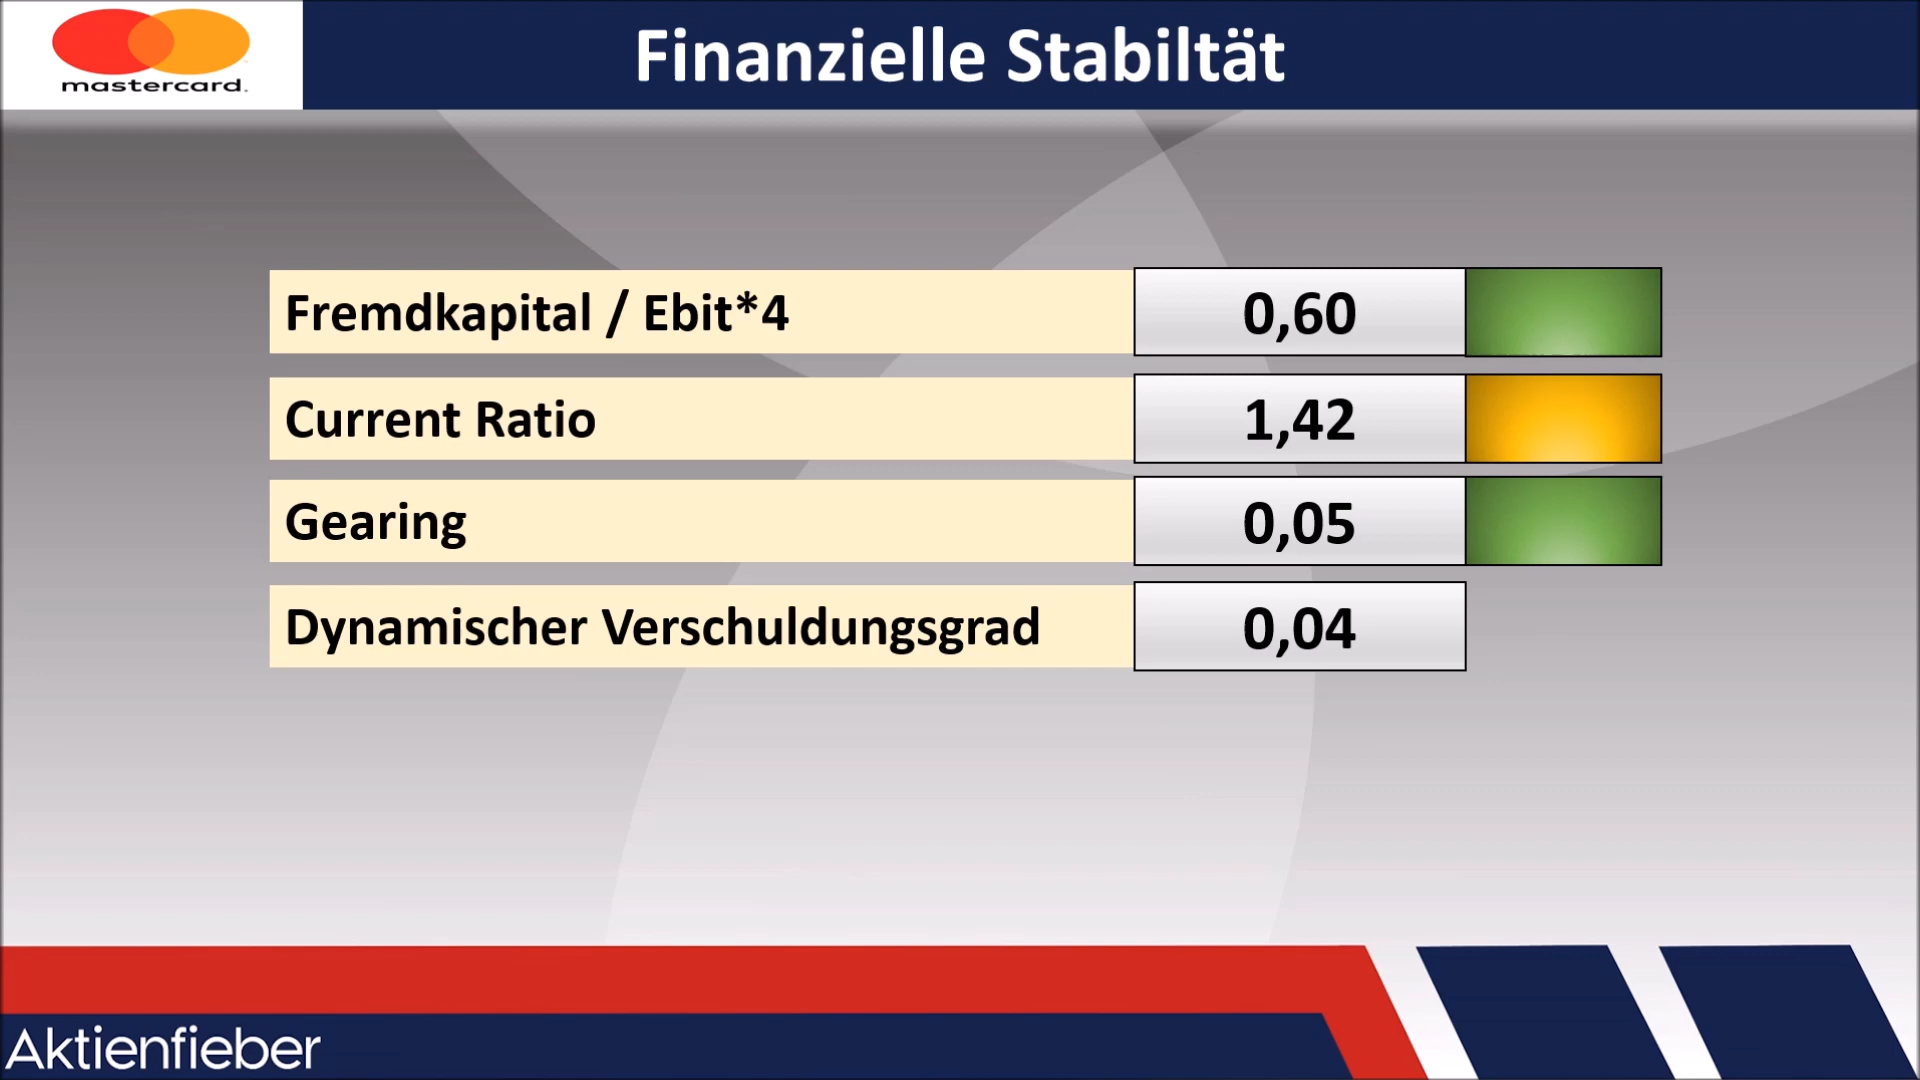 mastercard.
Finanzielle Stabiltät
Fremdkapital / Ebit*4 0,60
Current Ratio 1,42
Gearing 0,05
Dynamischer Verschuldungsgrad 0,04
Aktienfieber